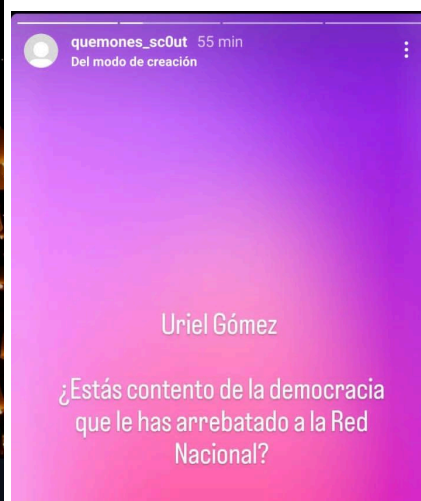 quemones_sc0ut 55 min
Del modo de creación
Uriel Gómez
¿Estás contento de la democracia
que le has arrebatado a la Red
Nacional?